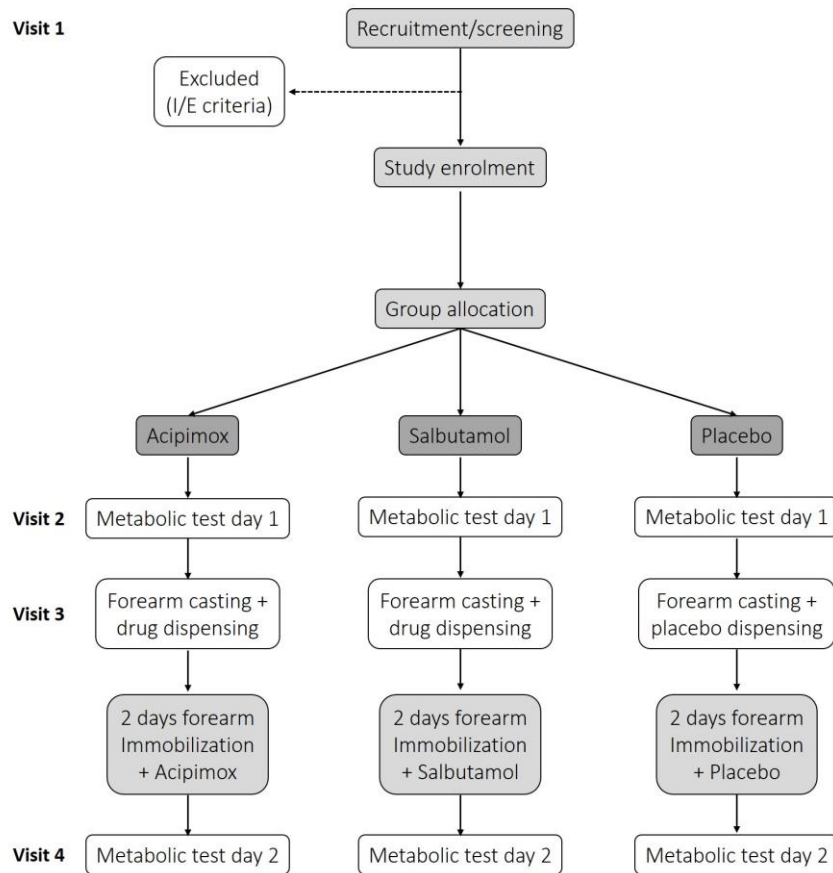 Visit 1
Recruitment/screening
Excluded
(I/E criteria)
Study enrolment
Group allocation
Acipimox
Salbutamol
Placebo
Visit 2
Metabolic test day 1
Metabolic test day 1
Metabolic test day 1
Visit 3
Forearm casting +
drug dispensing
Forearm casting +
drug dispensing
Forearm casting +
placebo dispensing
2 days forearm
Immobilization
+ Acipimox
2 days forearm
Immobilization
+ Salbutamol
2 days forearm
Immobilization
+ Placebo
Visit 4
Metabolic test day 2
Metabolic test day 2
Metabolic test day 2